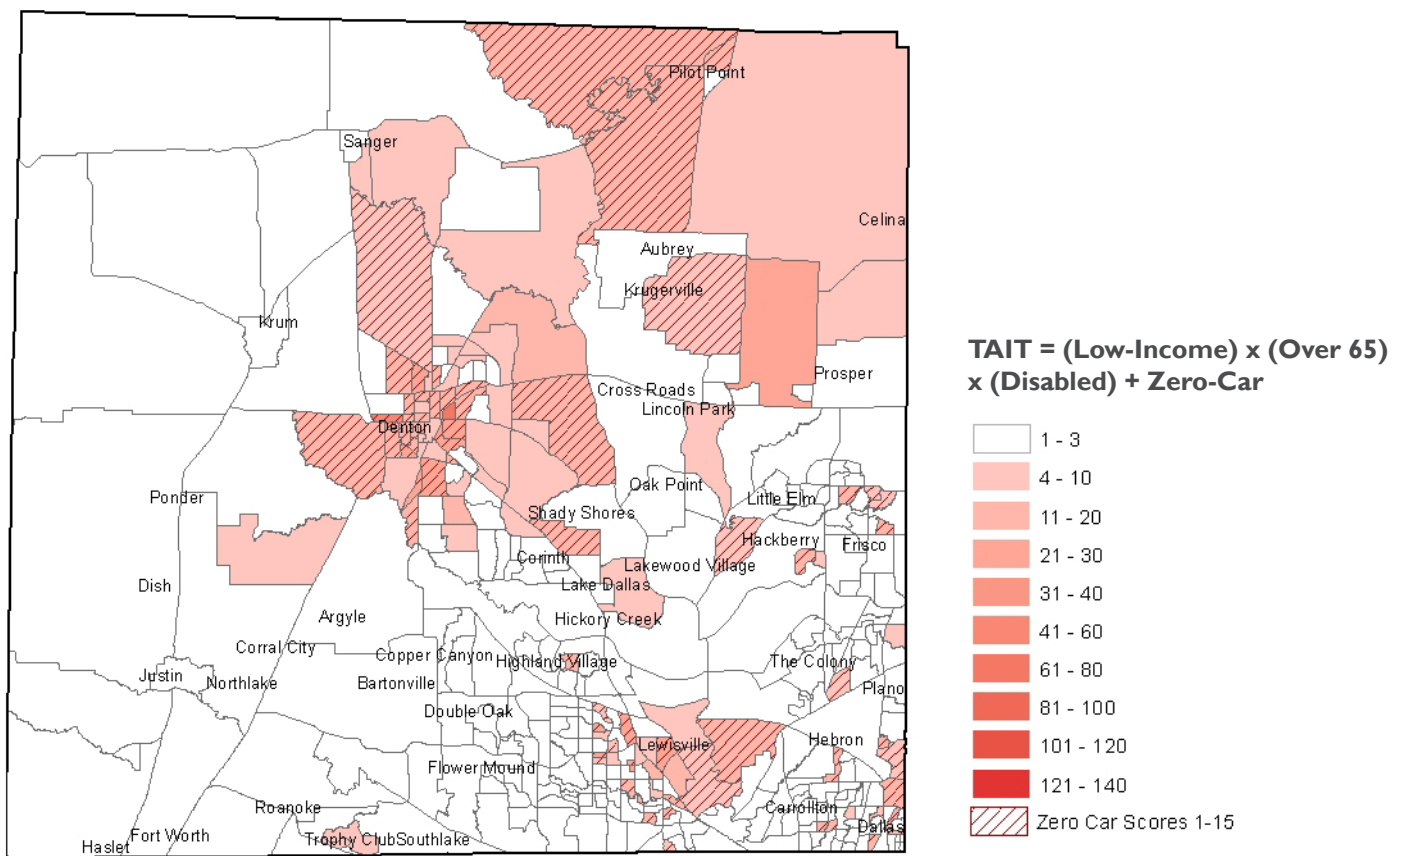 Pilot Point
Sanger
Celina
Aubrey
Krugerville
Krum
TAIT = (Low-Income) x (Over 65)
x (Disabled) + Zero-Car
Prosper
Cross Roads
Lincoln Park
Denton
1 - 3
4 - 10
11 - 20
21 - 30
31 - 40
41 - 60
61 - 80
81 - 100
101 - 120
121 - 140
Zero Car Scores 1-15
Oak Point
Ponder
Little Elm
Shady Shores
Hackberry
Frisco
Corinth
Lakewood Village
Dish
Lake Dallas
Argyle
Hickory Creek
Corral City
Copper Canyon
Highland Village
The Colony
Justin
Northlake
Bartonville
Plano
Double Oak
Hebron
Lewisville
Flower Mound
Roanoke
Carrollton
Dallas
Fort Worth
Trophy Club
Southlake
Haslet